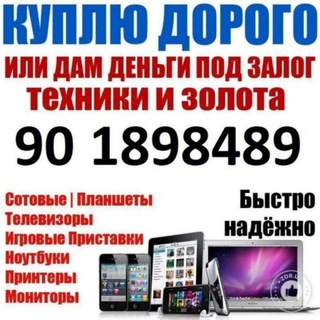 КУПЛЮ ДОРОГО
ИЛИ ДАМ ДЕНЬГИ ПОД ЗАЛОГ
техники и золота
90 1898489
Сотовые | Планшеты
Телевизоры
Игровые Приставки
Ноутбуки
Принтеры
Мониторы
Быстро
надёжно